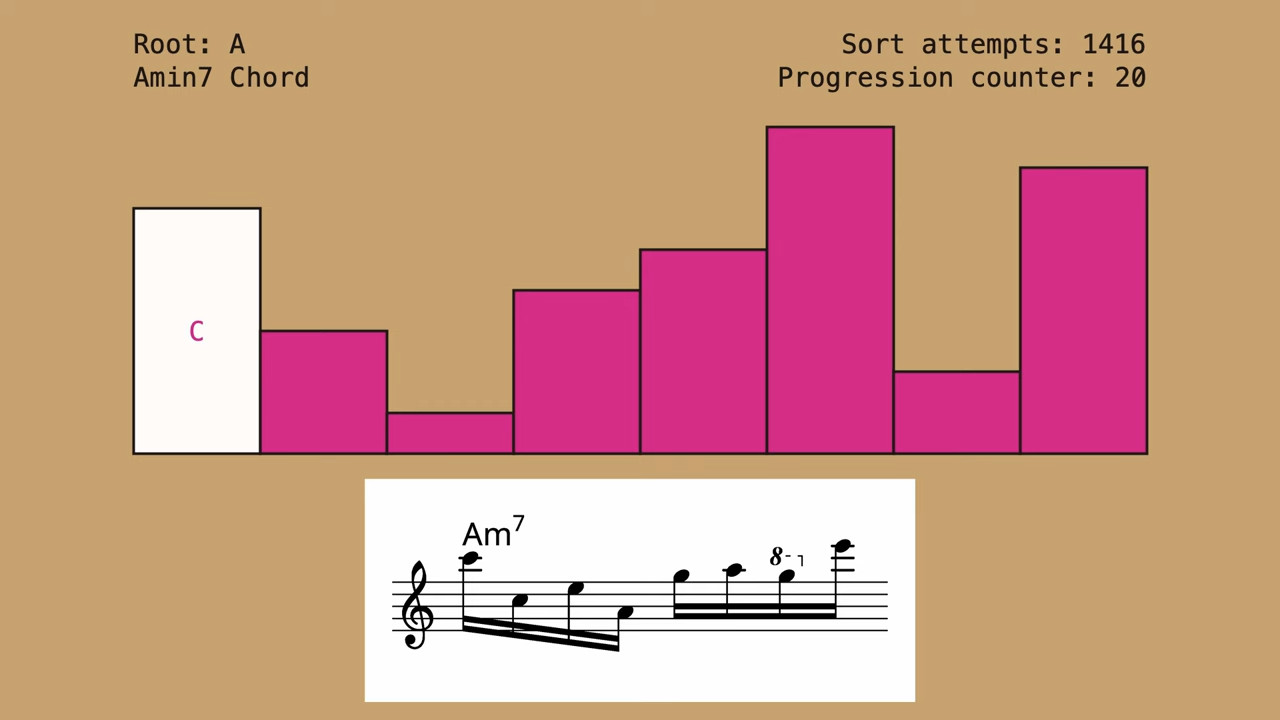 Root: A
Amin7 Chord
Sort attempts: 1416
Progression counter: 20
C
Am7
8